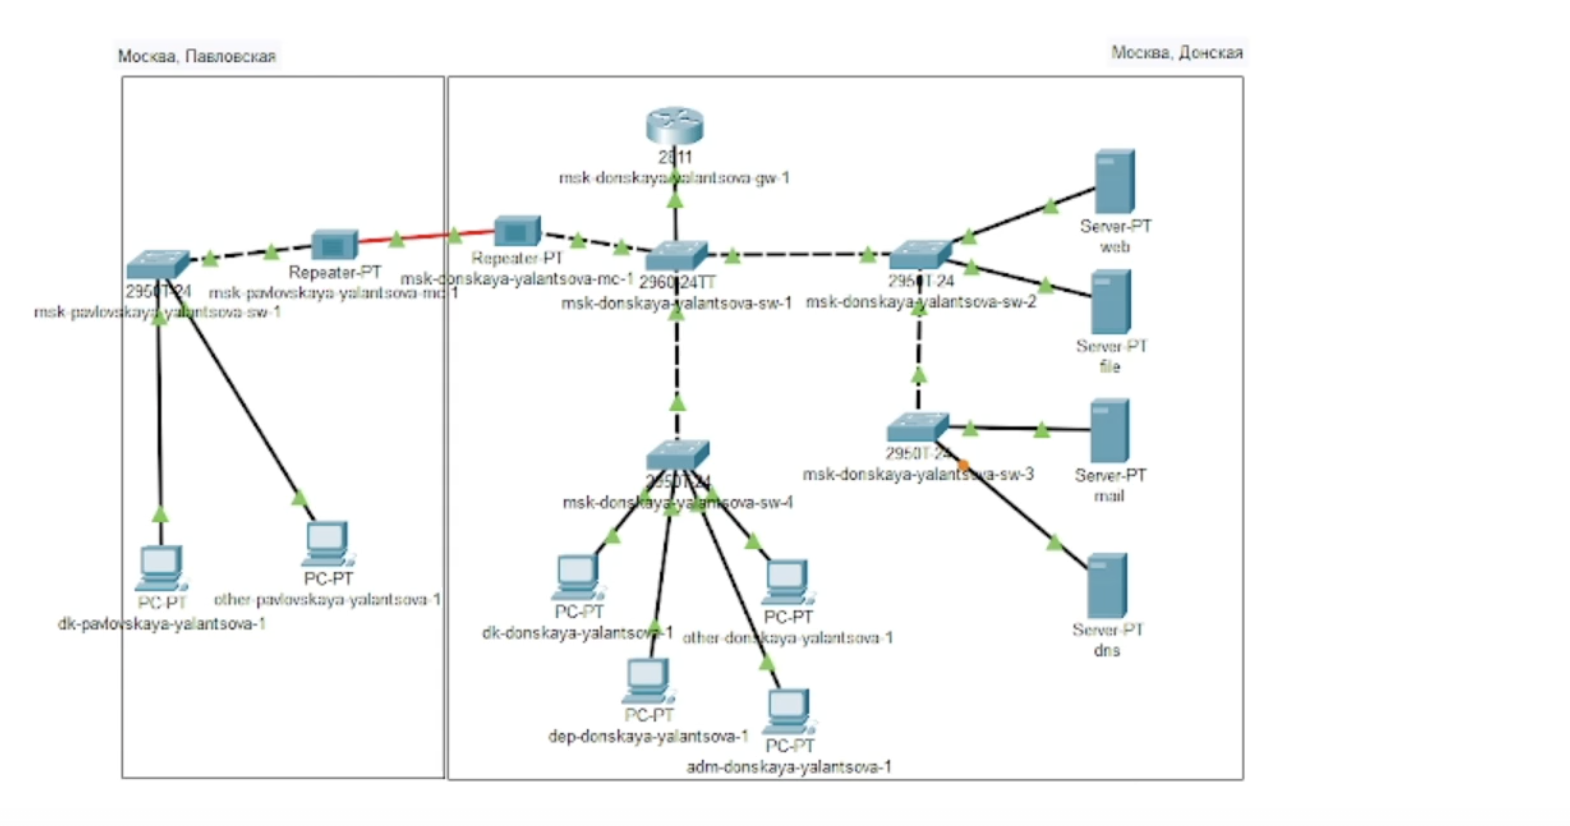 Москва, Павловская
Москва, Донская
2811
msk-donskaya-yalantsova-gw-1
Server-PT
web
Repeater-PT
msk-donskaya-yalantsova-mc-1
Repeater-PT
msk-pavlovskaya-yalantsova-mc-1
2950T-24
msk-pavlovskaya-yalantsova-sw-1
2960-24TT
msk-donskaya-yalantsova-sw-1
2950T-24
msk-donskaya-yalantsova-sw-2
Server-PT
file
2950T-24
msk-donskaya-yalantsova-sw-3
Server-PT
mail
2950T-24
msk-donskaya-yalantsova-sw-4
PC-PT
other-pavlovskaya-yalantsova-1
PC-PT
dk-pavlovskaya-yalantsova-1
PC-PT
dk-donskaya-yalantsova-1
PC-PT
other-donskaya-yalantsova-1
Server-PT
dns
PC-PT
dep-donskaya-yalantsova-1
PC-PT
adm-donskaya-yalantsova-1